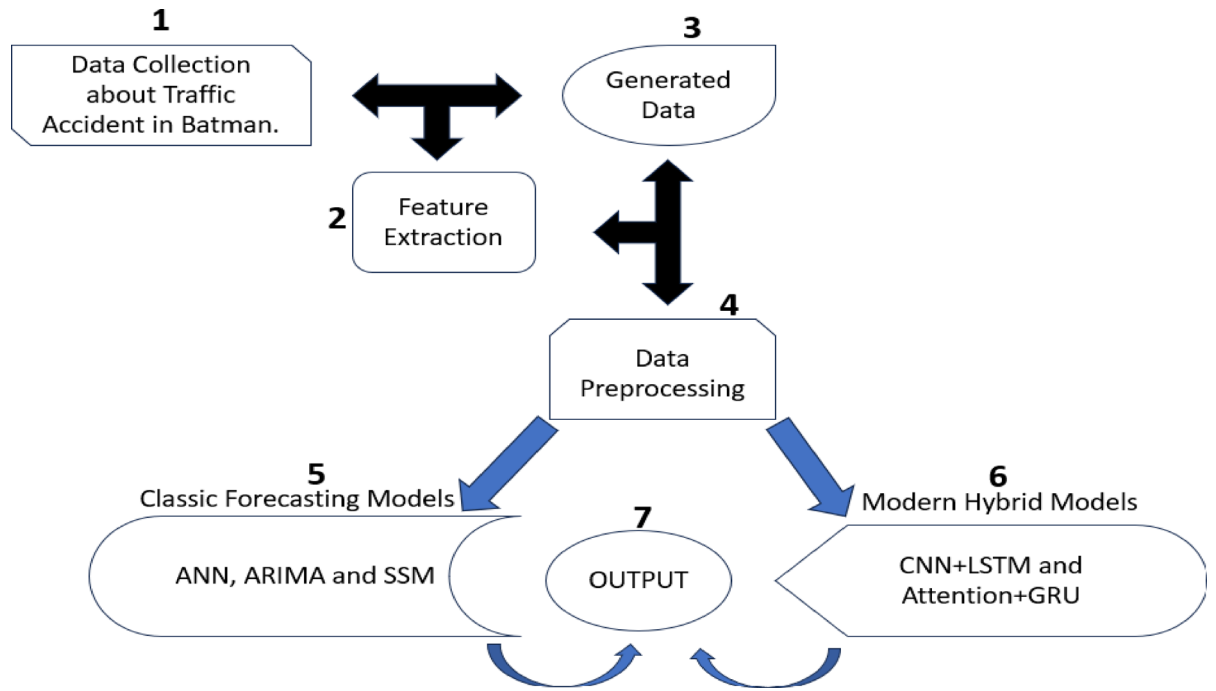 1
Data Collection
about Traffic
Accident in Batman.
3
Generated
Data
2
Feature
Extraction
4
Data
Preprocessing
5
Classic Forecasting Models
ANN, ARIMA and SSM
7
OUTPUT
6
Modern Hybrid Models
CNN+LSTM and
Attention+GRU